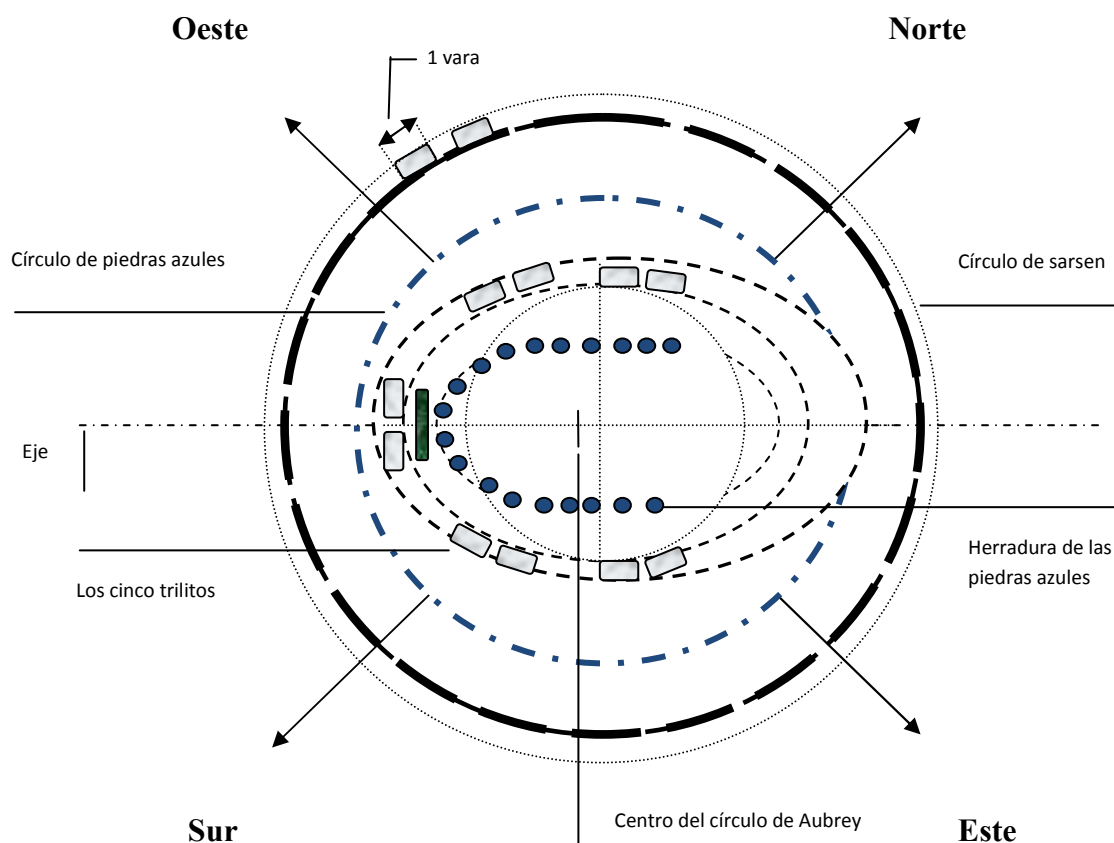 Oeste
Norte
1 vara
Círculo de piedras azules
Círculo de sarsen
Eje
Herradura de las
piedras azules
Los cinco trilitos
Centro del círculo de Aubrey
Sur
Este